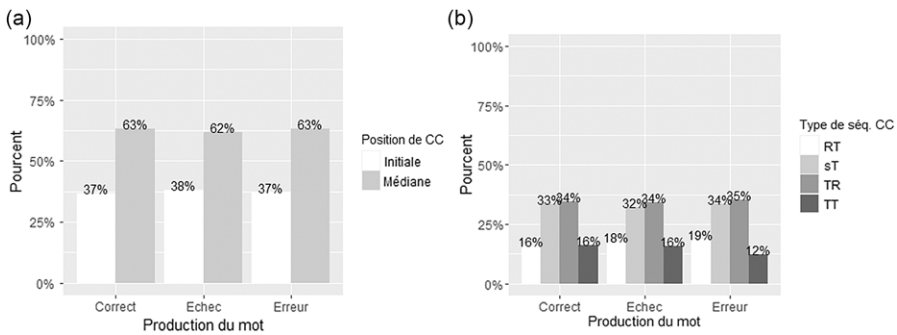 (a)
Pourcent
100%
75%
50%
25%
0%
37% 63% 38% 62% 37% 63%
Correct Echec Erreur
Production du mot
Position de CC
Initiale
Médiane
(b)
Pourcent
100%
75%
50%
25%
0%
16% 33% 34% 16% 18% 32% 34% 16% 19% 34% 35% 12%
Correct Echec Erreur
Production du mot
Type de séq. CC
RT
sT
TR
TT